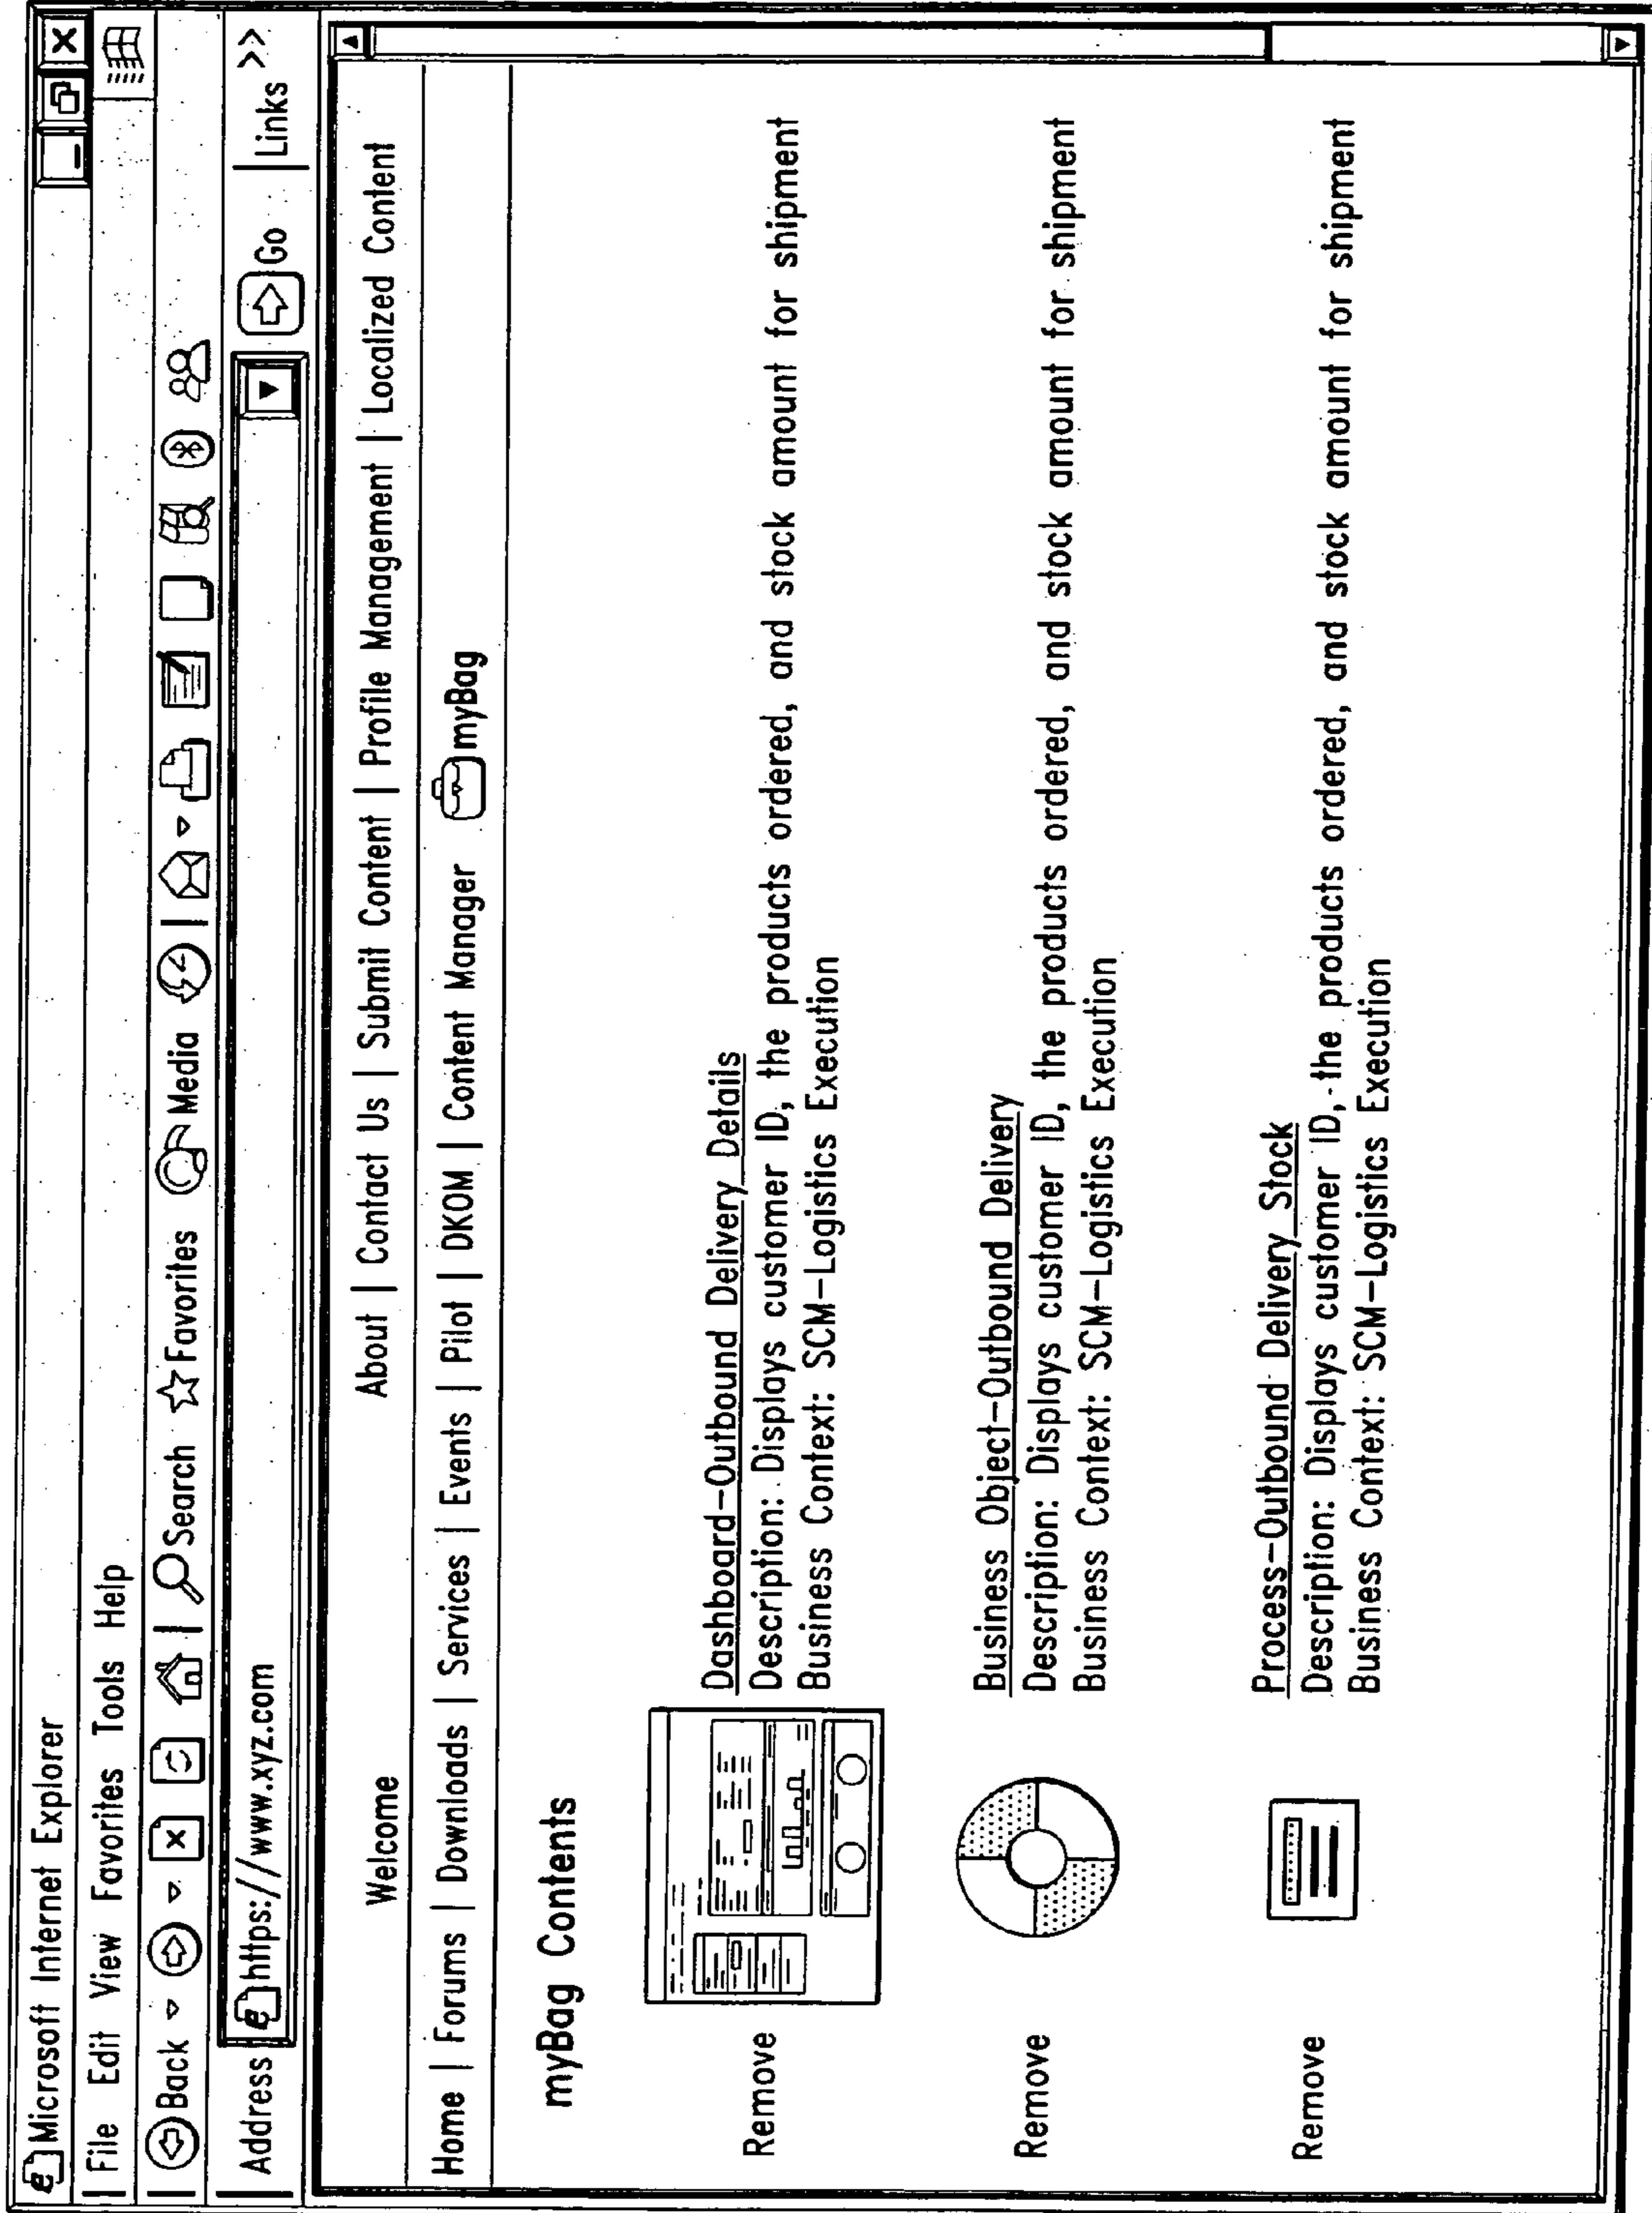 Microsoft Internet Explorer
File Edit View Favorites Tools Help
Back Search Favorites Media
Address https://www.xyz.com Go Links >>
Welcome About | Contact Us | Submit Content | Profile Management | Localized Content
Home | Forums | Downloads | Services | Events | Pilot | DKOM | Content Manager myBag
myBag Contents
Remove
Dashboard-Outbound Delivery Details
Description: Displays customer ID, the products ordered, and stock amount for shipment
Business Context: SCM-Logistics Execution
Remove
Business Object-Outbound Delivery
Description: Displays customer ID, the products ordered, and stock amount for shipment
Business Context: SCM-Logistics Execution
Remove
Process-Outbound Delivery Stock
Description: Displays customer ID, the products ordered, and stock amount for shipment
Business Context: SCM-Logistics Execution